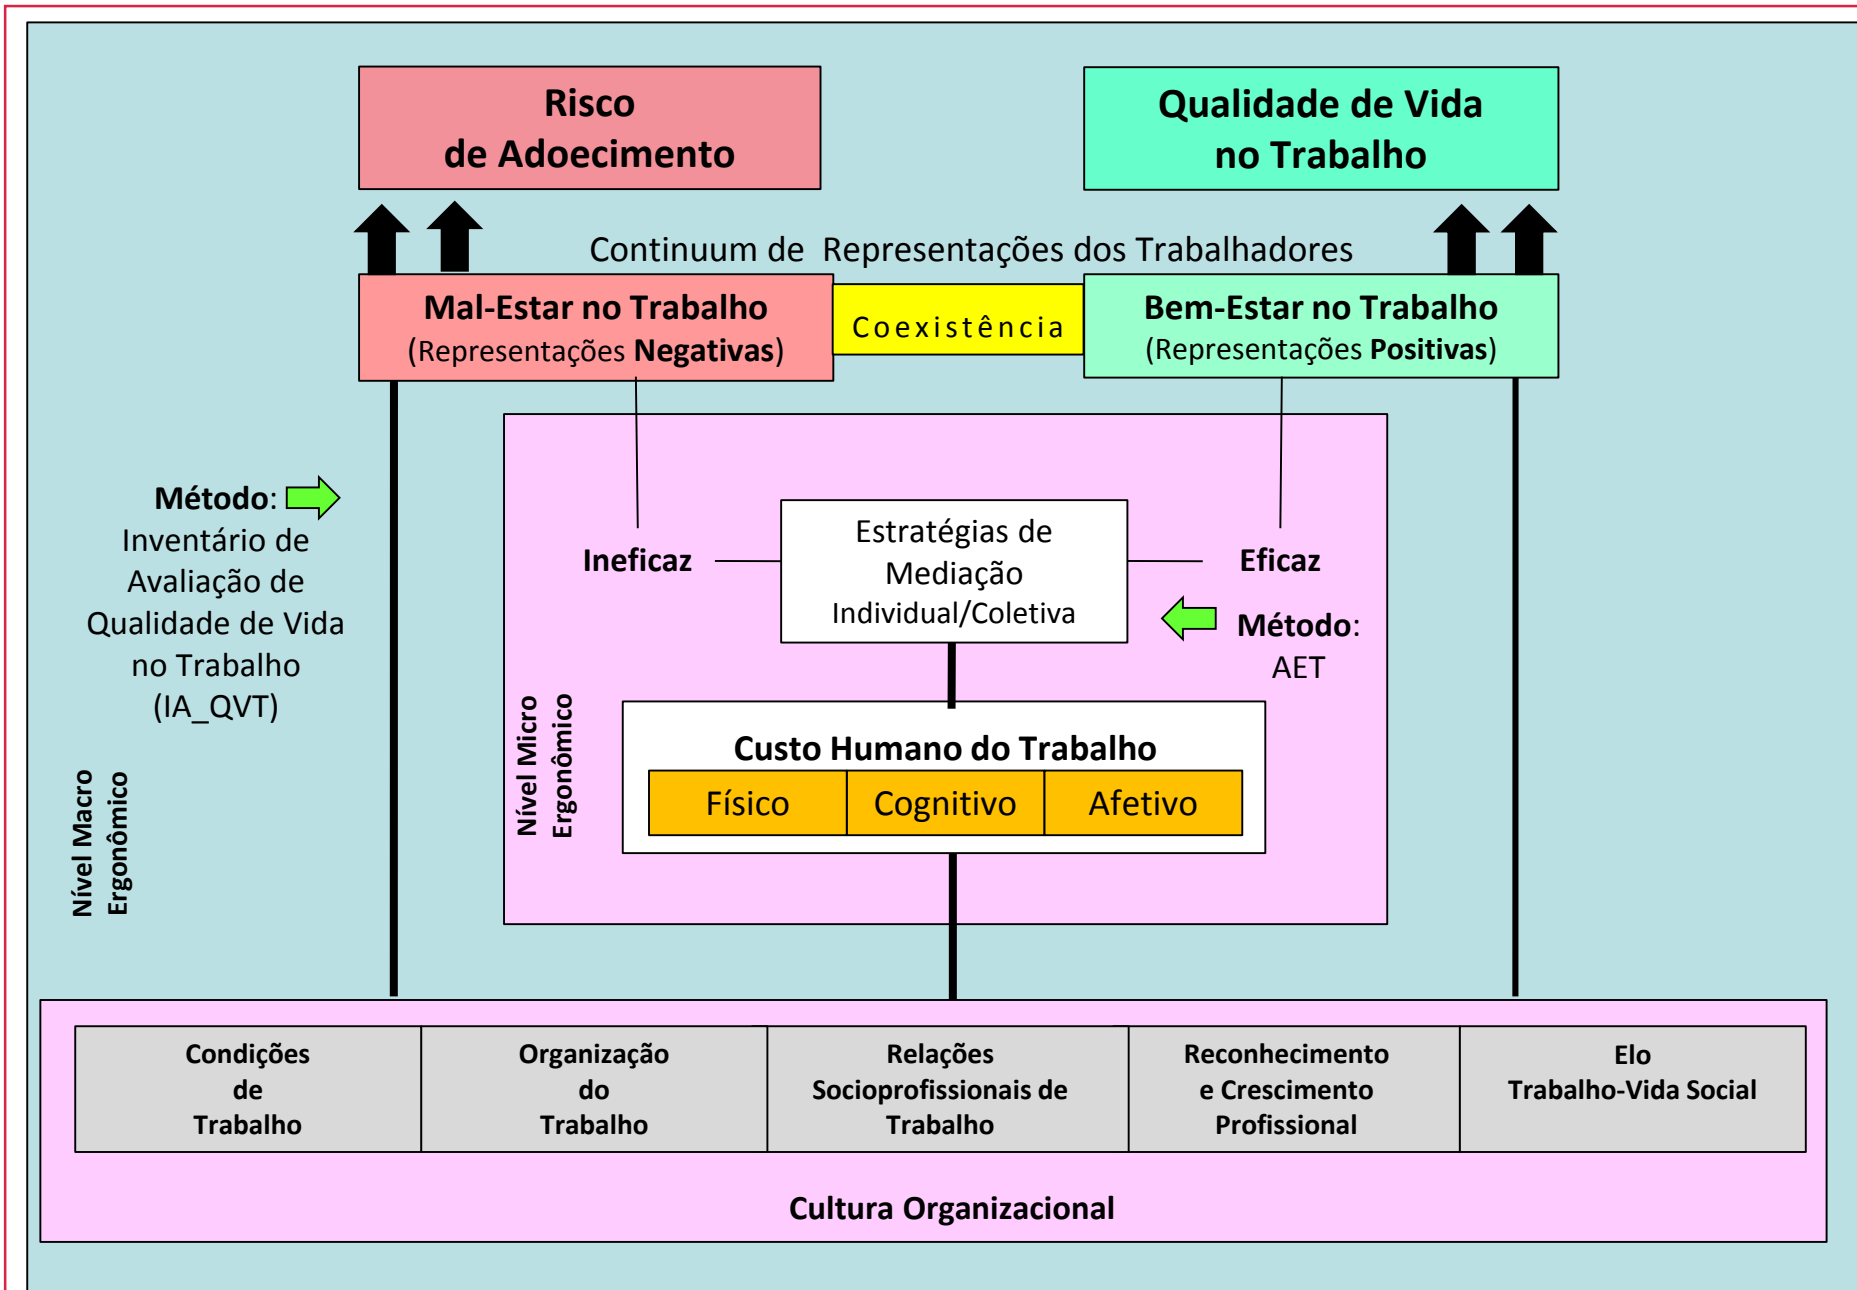 Risco
de Adoecimento
Qualidade de Vida
no Trabalho
Continuum de Representações dos Trabalhadores
Mal-Estar no Trabalho
(Representações Negativas)
Coexistência
Bem-Estar no Trabalho
(Representações Positivas)
Método:
Inventário de
Avaliação de
Qualidade de Vida
no Trabalho
(IA_QVT)
Ineficaz
Estratégias de
Mediação
Individual/Coletiva
Eficaz
Método:
AET
Nível Micro
Ergonômico
Custo Humano do Trabalho
Físico
Cognitivo
Afetivo
Nível Macro
Ergonômico
Condições
de
Trabalho
Organização
do
Trabalho
Relações
Socioprofissionais de
Trabalho
Reconhecimento
e Crescimento
Profissional
Elo
Trabalho-Vida Social
Cultura Organizacional